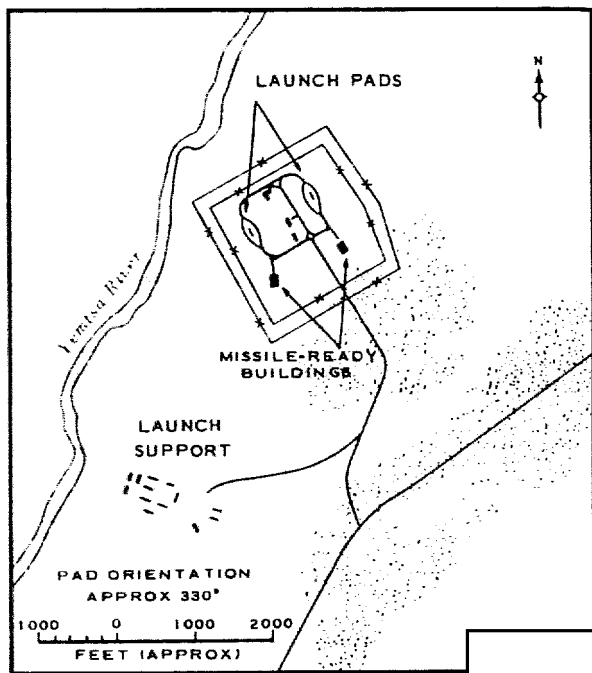 N
LAUNCH PADS
Yemtsa River
MISSILE-READY
BUILDINGS
LAUNCH
SUPPORT
PAD ORIENTATION
APPROX 330°
1000 0 1000 2000
FEET (APPROX)